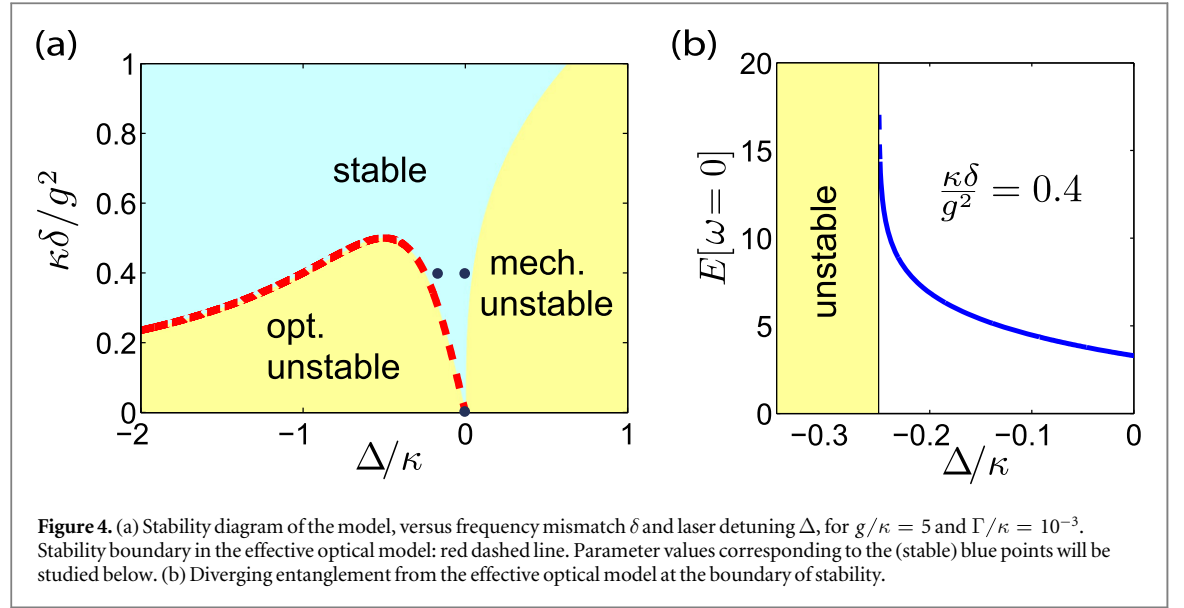 (a)
1
0.8
0.6
0.4
0.2
0
κδ/g²
stable
opt.
unstable
mech.
unstable
−2
−1
0
1
Δ/κ
(b)
20
15
10
5
0
E[ω=0]
unstable
κδ/g² = 0.4
−0.3
−0.2
−0.1
0
Δ/κ
Figure 4. (a) Stability diagram of the model, versus frequency mismatch δ and laser detuning Δ, for g/κ = 5 and Γ/κ = 10⁻³.
Stability boundary in the effective optical model: red dashed line. Parameter values corresponding to the (stable) blue points will be
studied below. (b) Diverging entanglement from the effective optical model at the boundary of stability.